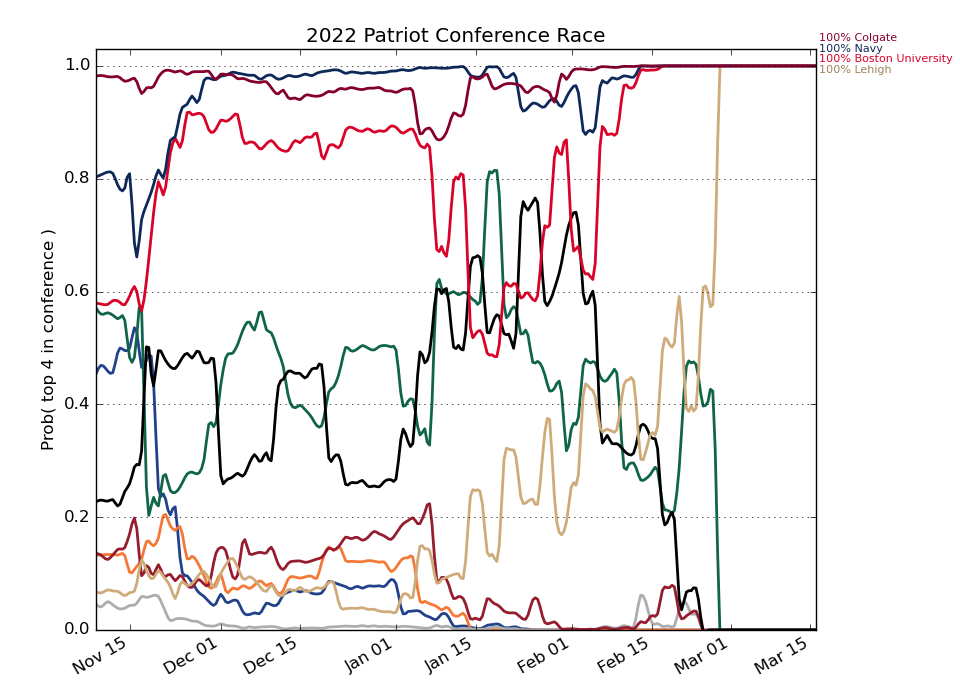 2022 Patriot Conference Race
100% Colgate
100% Navy
100% Boston University
100% Lehigh
Prob( top 4 in conference )
1.0
0.8
0.6
0.4
0.2
0.0
Nov 15
Dec 01
Dec 15
Jan 01
Jan 15
Feb 01
Feb 15
Mar 01
Mar 15